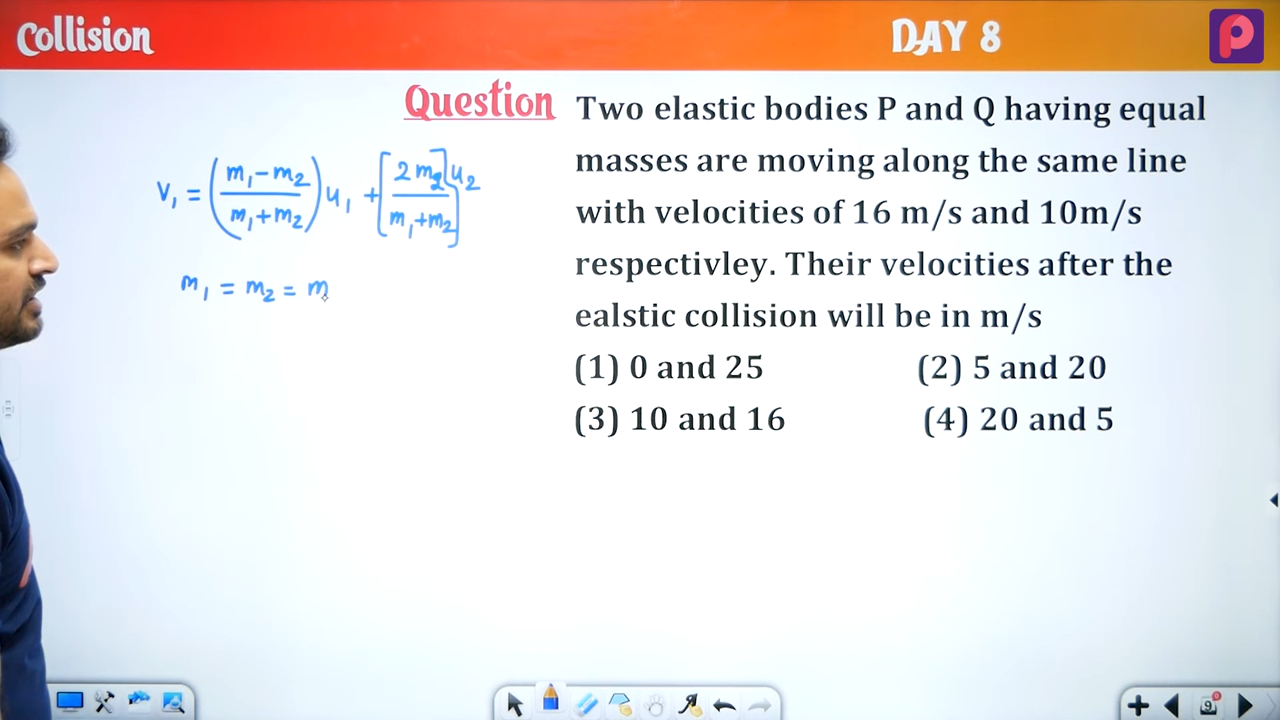 Collision
DAY 8
Question
Two elastic bodies P and Q having equal
masses are moving along the same line
with velocities of 16 m/s and 10m/s
respectivley. Their velocities after the
ealstic collision will be in m/s
(1) 0 and 25 (2) 5 and 20
(3) 10 and 16 (4) 20 and 5
v₁ = ((m₁-m₂)/(m₁+m₂)) u₁ + [2m₂/(m₁+m₂)] u₂
m₁ = m₂ = m
9
0